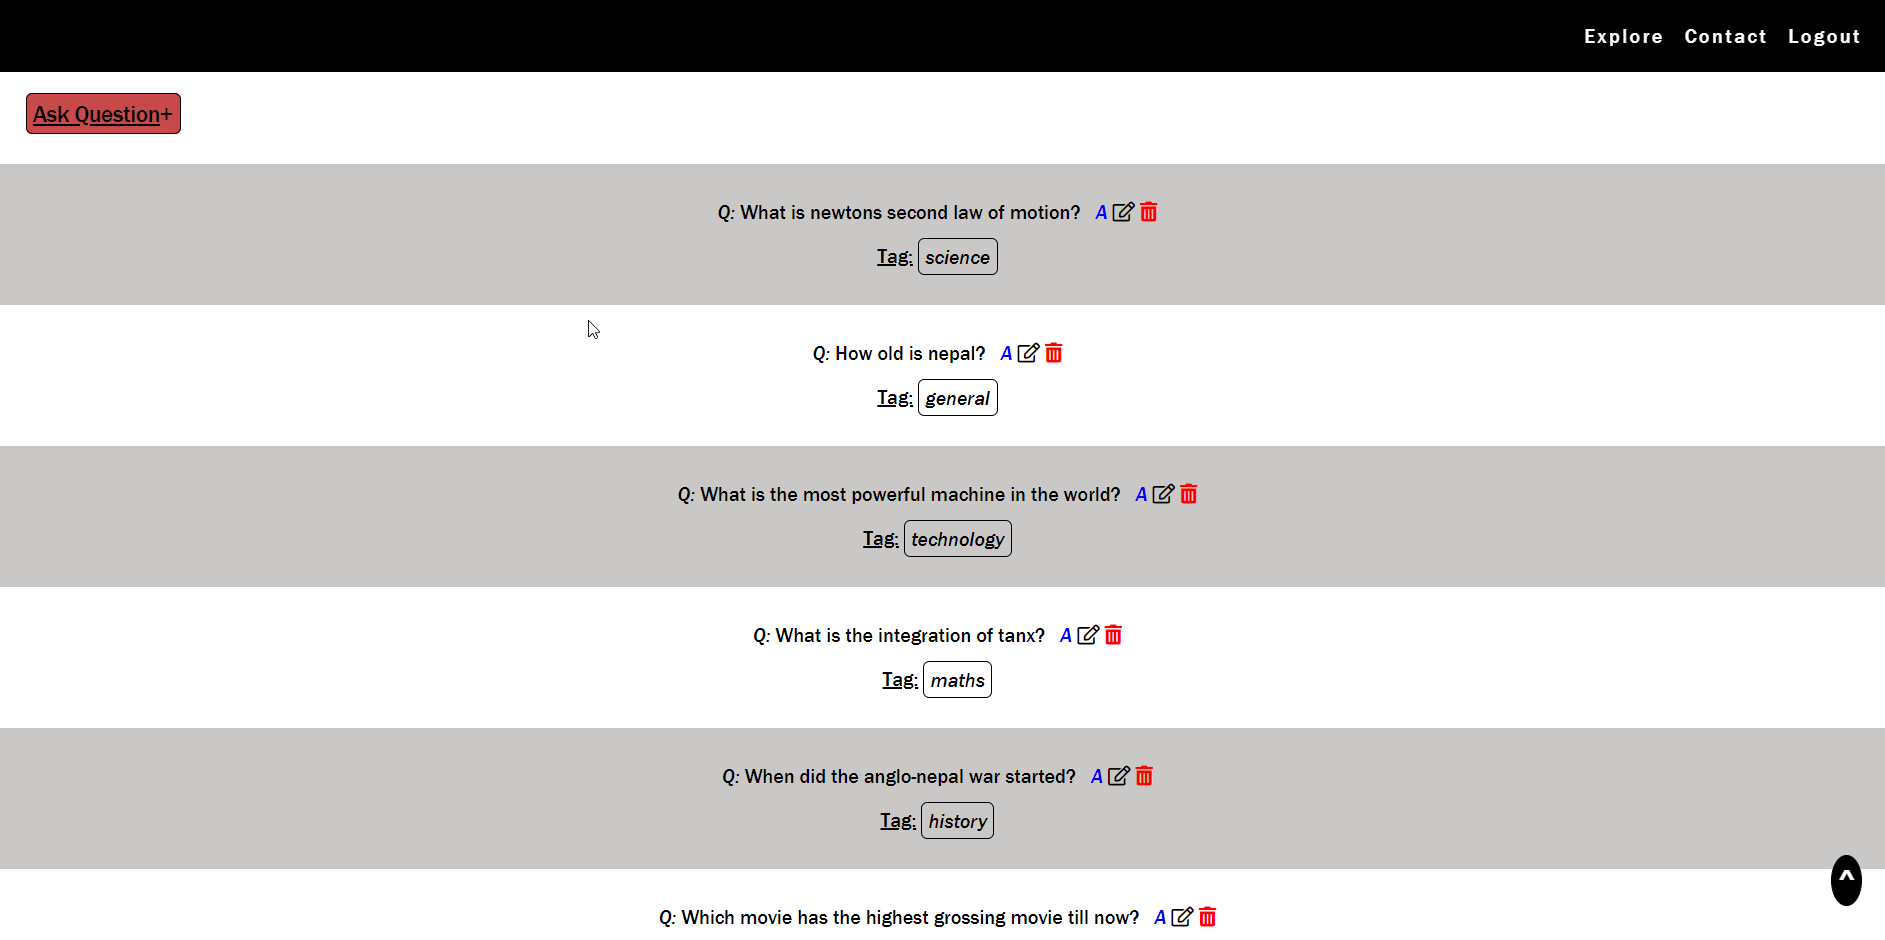 Explore Contact Logout
Ask Question+
Q: What is newtons second law of motion? A
Tag: science
Q: How old is nepal? A
Tag: general
Q: What is the most powerful machine in the world? A
Tag: technology
Q: What is the integration of tanx? A
Tag: maths
Q: When did the anglo-nepal war started? A
Tag: history
^
Q: Which movie has the highest grossing movie till now? A